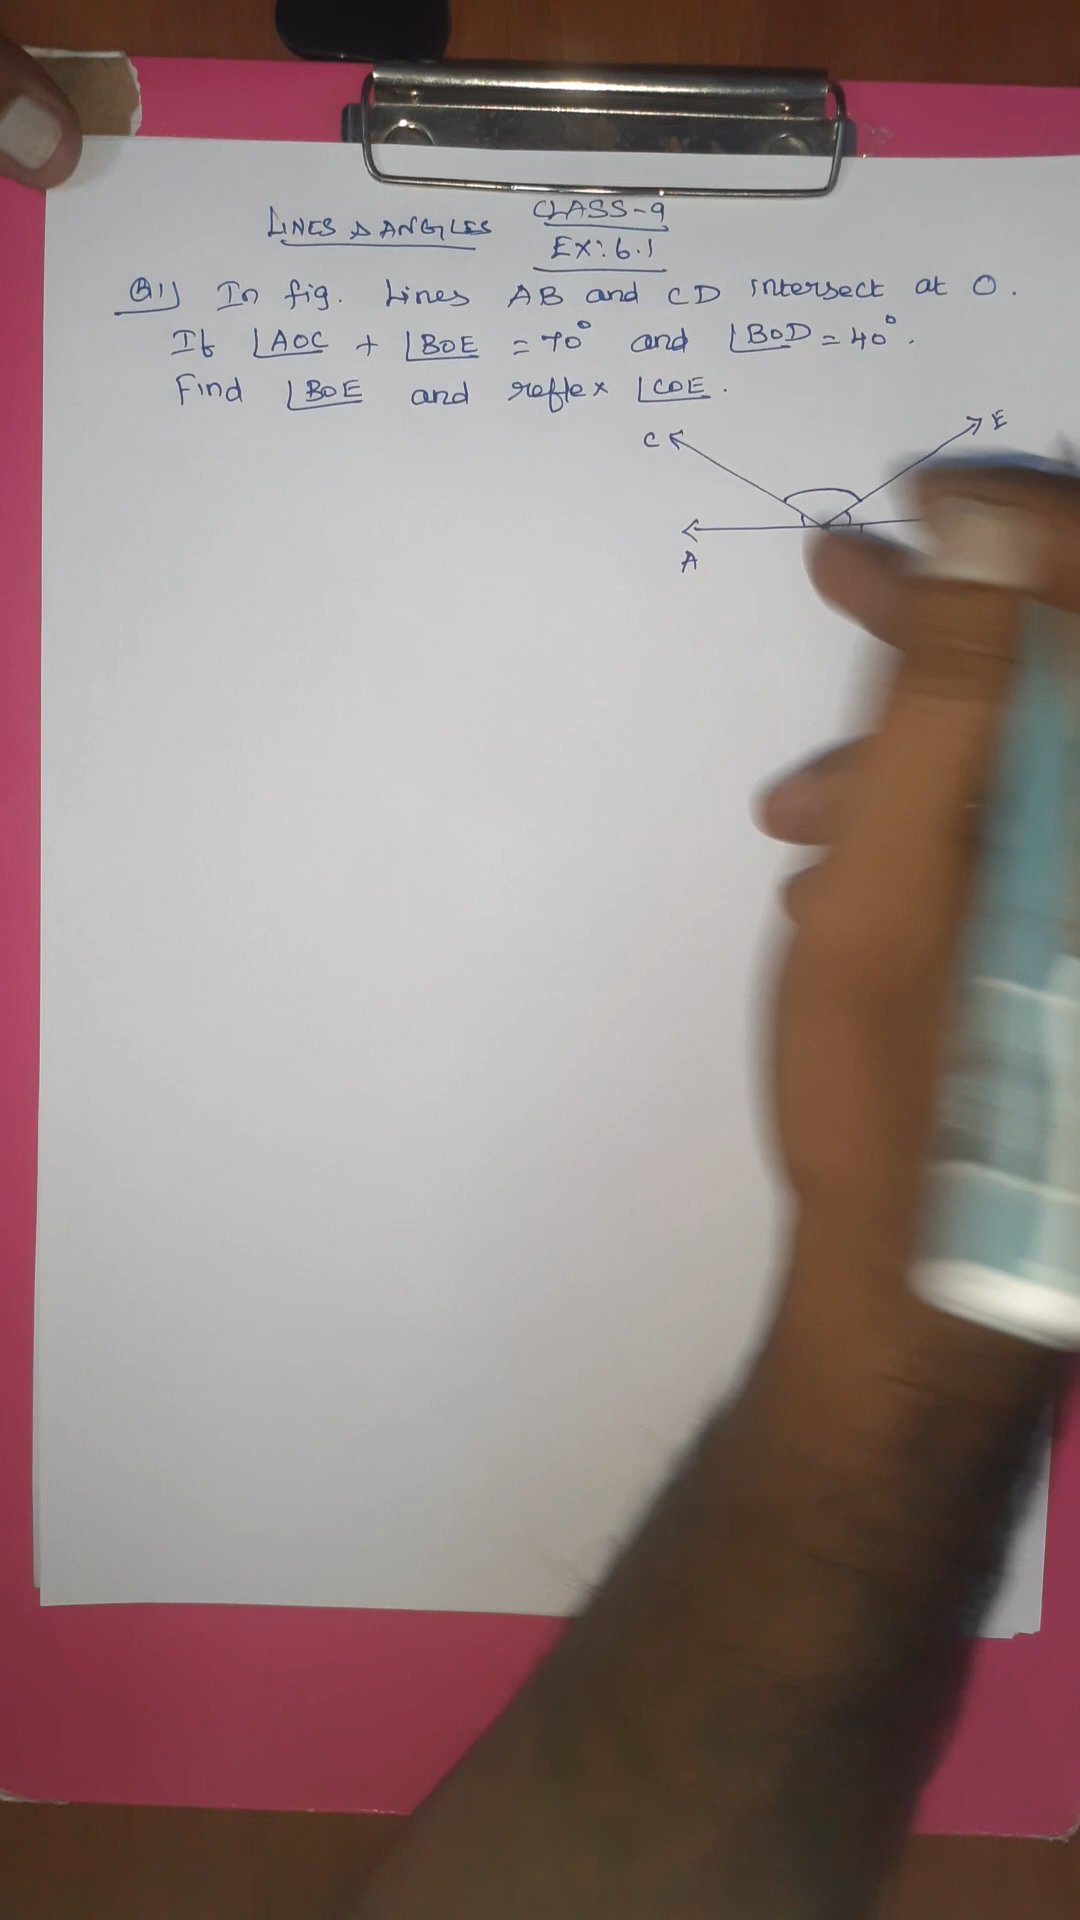 LINES & ANGLES CLASS-9
EX: 6.1
Q1) In fig. Lines AB and CD intersect at O.
If ∠AOC + ∠BOE = 70° and ∠BOD = 40°.
Find ∠BOE and reflex ∠COE.
C E
A